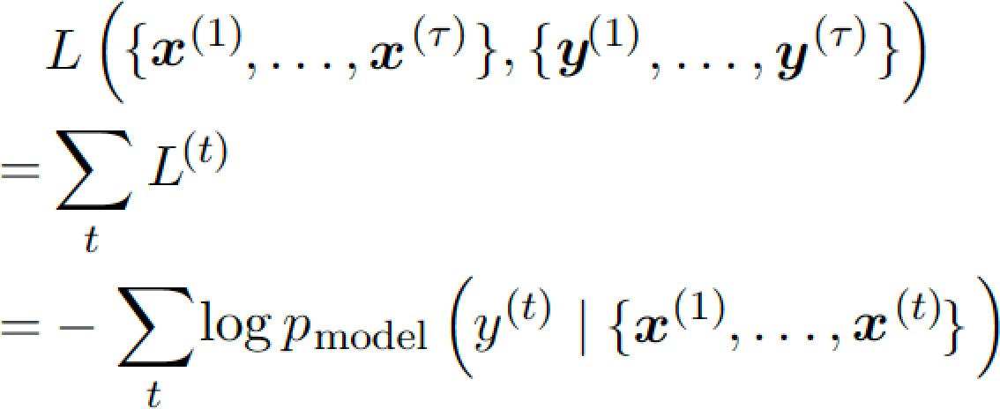 L ( {x^(1), . . . , x^(τ)}, {y^(1), . . . , y^(τ)} )
= ∑_t L^(t)
= − ∑_t log p_model ( y^(t) | {x^(1), . . . , x^(t)} )